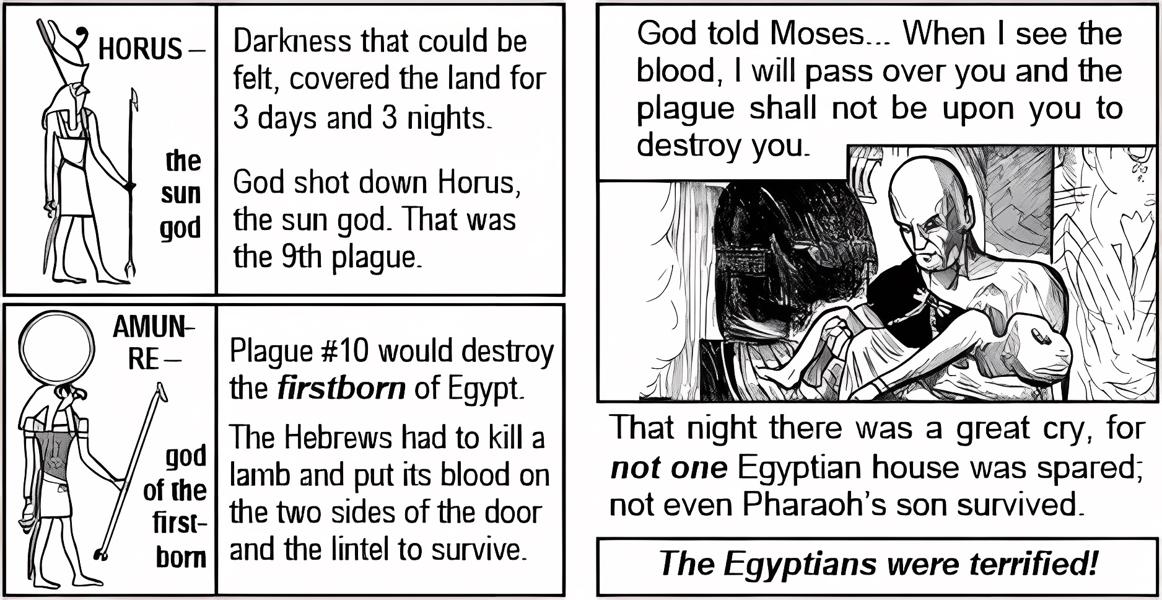 HORUS –
the
sun
god
Darkness that could be
felt, covered the land for
3 days and 3 nights.
God shot down Horus,
the sun god. That was
the 9th plague.
AMUN-
RE –
god
of the
first-
born
Plague #10 would destroy
the firstborn of Egypt.
The Hebrews had to kill a
lamb and put its blood on
the two sides of the door
and the lintel to survive.
God told Moses... When I see the
blood, I will pass over you and the
plague shall not be upon you to
destroy you.
That night there was a great cry, for
not one Egyptian house was spared;
not even Pharaoh's son survived.
The Egyptians were terrified!